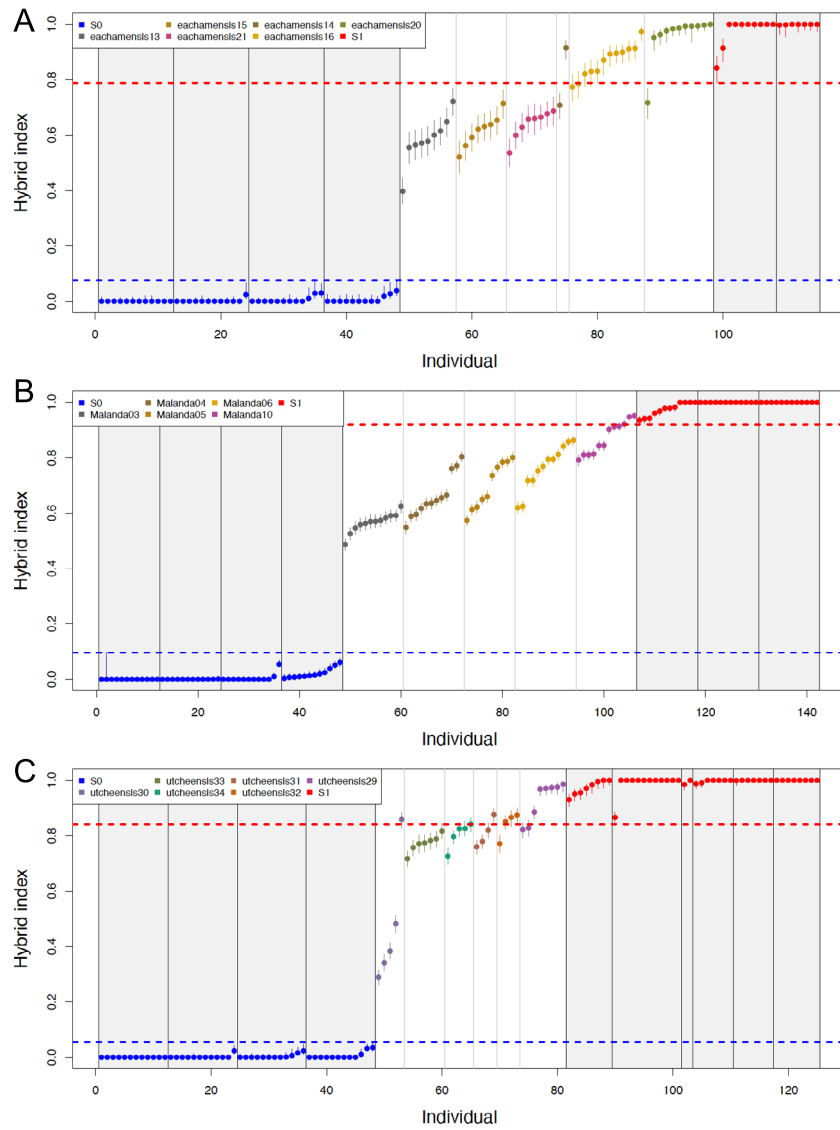 A
S0 eachamensIs15 eachamensIs14 eachamensIs20
eachamensIs13 eachamensIs21 eachamensIs16 S1
Hybrid index
1.0
0.8
0.6
0.4
0.2
0.0
0 20 40 60 80 100
Individual
B
S0 Malanda04 Malanda06 S1
Malanda03 Malanda05 Malanda10
Hybrid index
1.0
0.8
0.6
0.4
0.2
0.0
0 20 40 60 80 100 120 140
Individual
C
S0 utcheensIs33 utcheensIs31 utcheensIs29
utcheensIs30 utcheensIs34 utcheensIs32 S1
Hybrid index
1.0
0.8
0.6
0.4
0.2
0.0
0 20 40 60 80 100 120
Individual